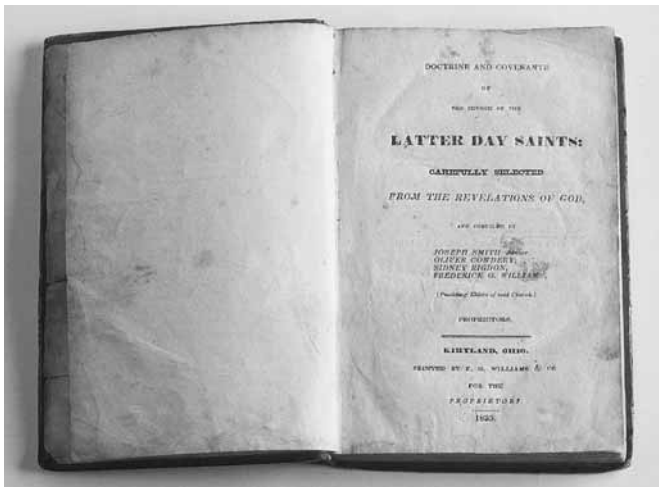 DOCTRINE AND COVENANTS
OF
THE CHURCH OF THE
LATTER DAY SAINTS:
CAREFULLY SELECTED
FROM THE REVELATIONS OF GOD,
AND COMPILED BY
JOSEPH SMITH Junior.
OLIVER COWDERY,
SIDNEY RIGDON,
FREDERICK G. WILLIAMS,
(Presiding Elders of said Church.)
PROPRIETORS.
KIRTLAND, OHIO.
PRINTED BY F. G. WILLIAMS & CO.
FOR THE
PROPRIETORS
1835.